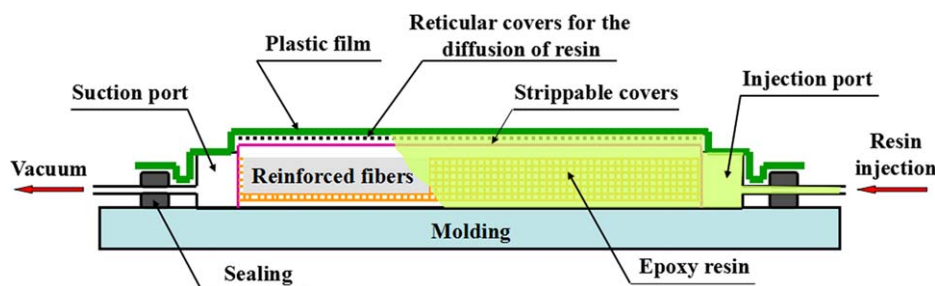 Reticular covers for the
diffusion of resin
Plastic film
Suction port
Strippable covers
Injection port
Vacuum
Resin
injection
Reinforced fibers
Molding
Sealing
Epoxy resin